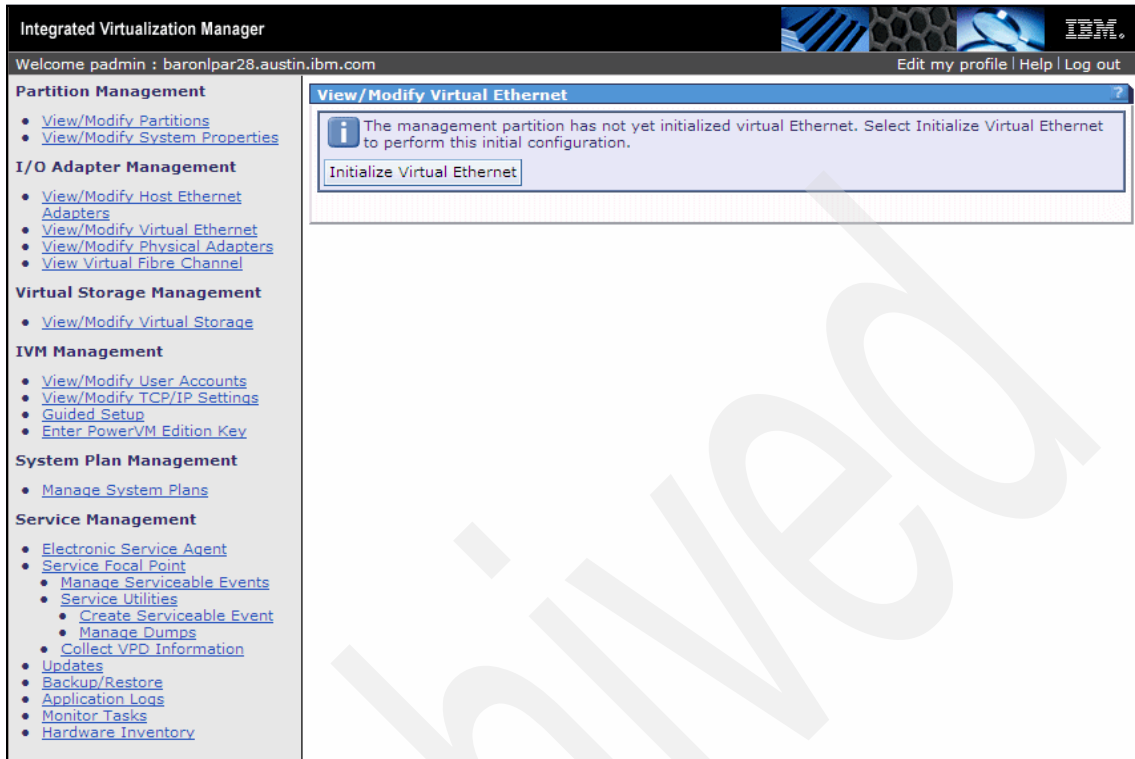 Integrated Virtualization Manager
IBM.
Welcome padmin : baronlpar28.austin.ibm.com
Edit my profile | Help | Log out
Partition Management
View/Modify Partitions
View/Modify System Properties
I/O Adapter Management
View/Modify Host Ethernet
Adapters
View/Modify Virtual Ethernet
View/Modify Physical Adapters
View Virtual Fibre Channel
Virtual Storage Management
View/Modify Virtual Storage
IVM Management
View/Modify User Accounts
View/Modify TCP/IP Settings
Guided Setup
Enter PowerVM Edition Key
System Plan Management
Manage System Plans
Service Management
Electronic Service Agent
Service Focal Point
Manage Serviceable Events
Service Utilities
Create Serviceable Event
Manage Dumps
Collect VPD Information
Updates
Backup/Restore
Application Logs
Monitor Tasks
Hardware Inventory
View/Modify Virtual Ethernet
?
i
The management partition has not yet initialized virtual Ethernet. Select Initialize Virtual Ethernet
to perform this initial configuration.
Initialize Virtual Ethernet
hived